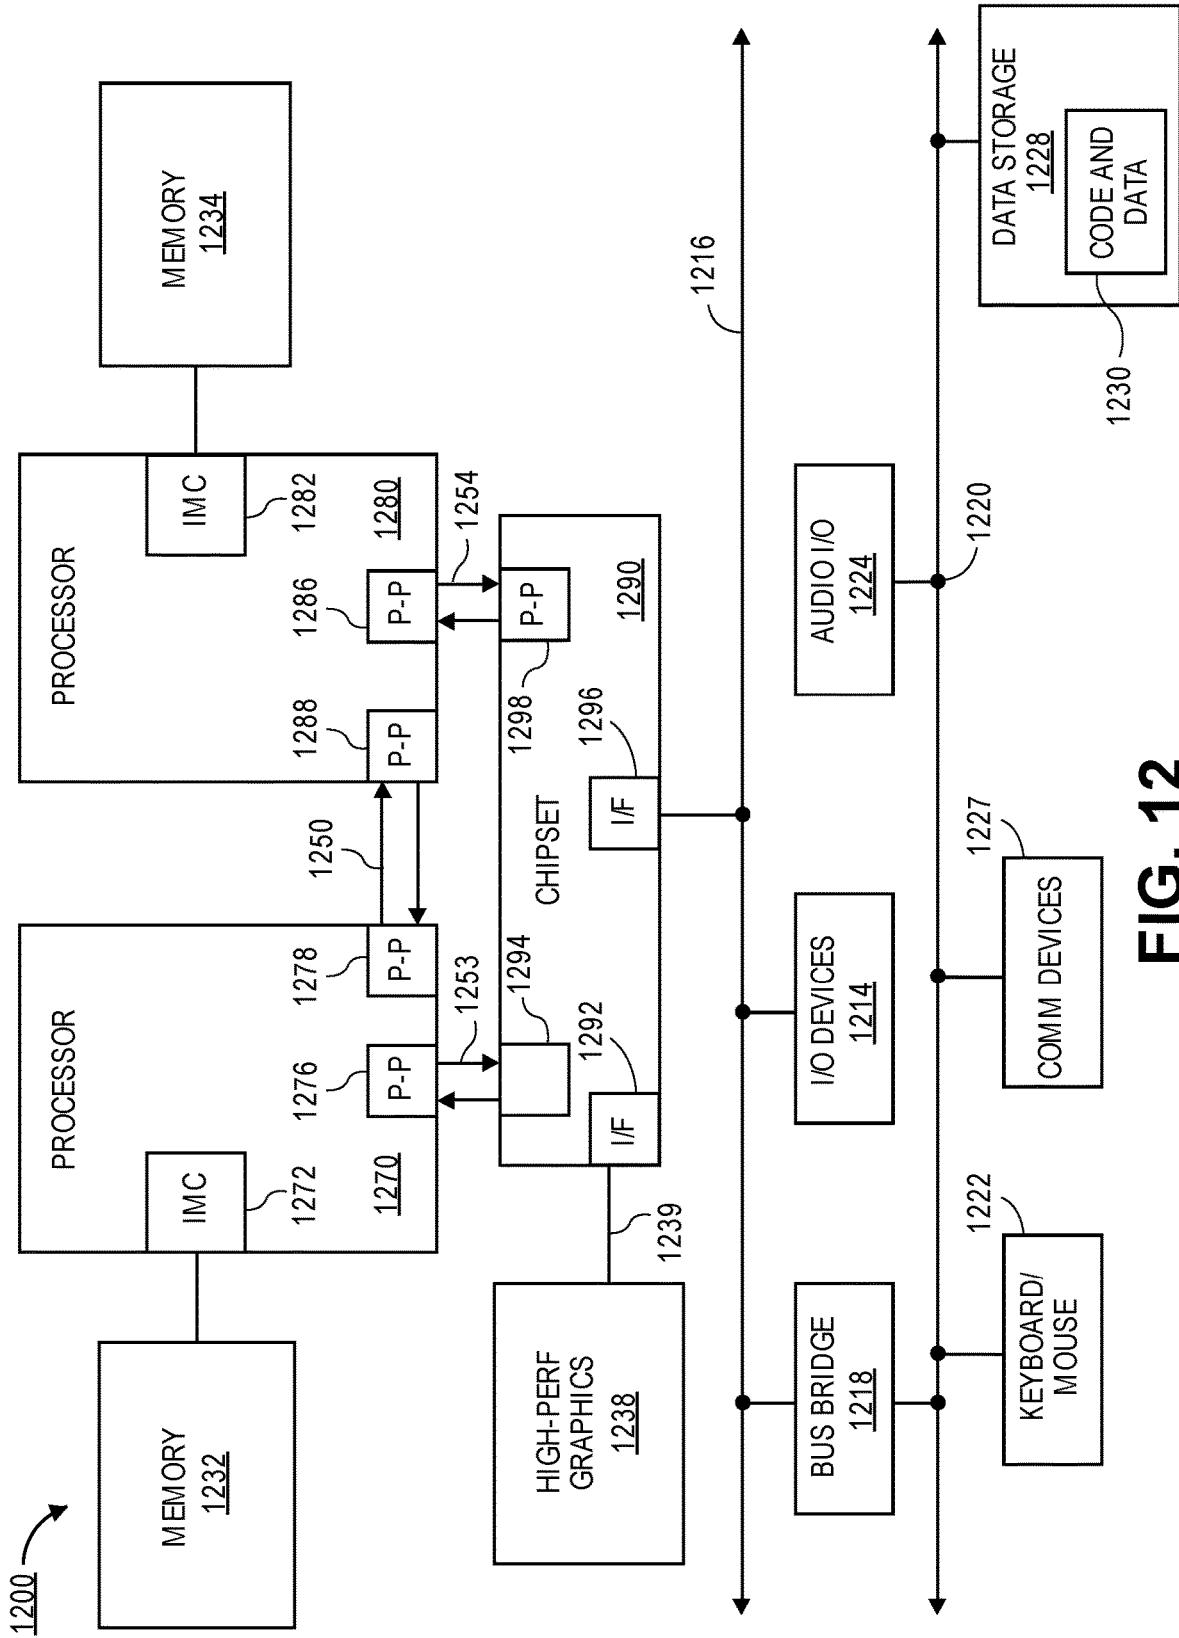 1200
MEMORY
1232
PROCESSOR
IMC
1272
1270
1276
P-P
1278
P-P
1250
PROCESSOR
1288
P-P
1286
P-P
IMC
1282
1280
MEMORY
1234
1253
1254
HIGH-PERF
GRAPHICS
1238
1239
I/F
1292
1294
CHIPSET
I/F
1296
P-P
1298
1290
1216
BUS BRIDGE
1218
I/O DEVICES
1214
AUDIO I/O
1224
1220
KEYBOARD/
MOUSE
1222
COMM DEVICES
1227
DATA STORAGE
1228
CODE AND
DATA
1230
FIG. 12